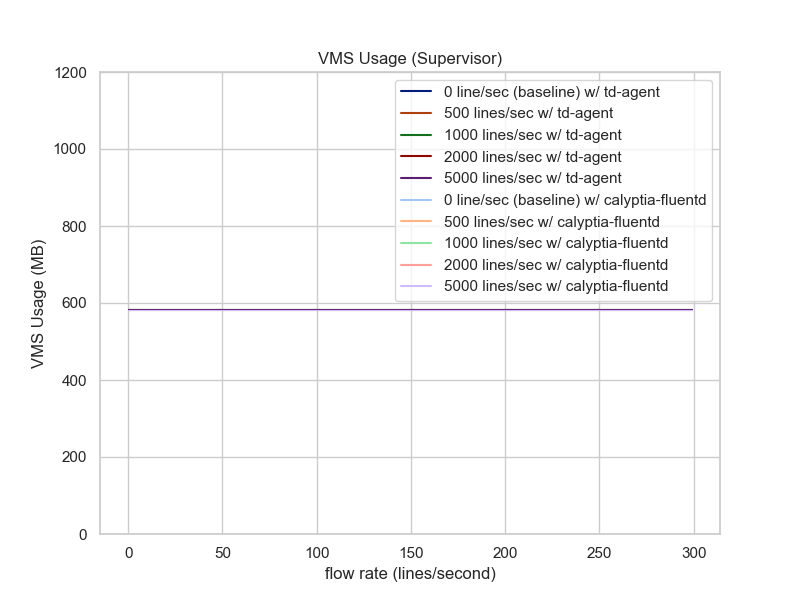 VMS Usage (Supervisor)
1200
1000
800
600
400
200
0
VMS Usage (MB)
0 line/sec (baseline) w/ td-agent
500 lines/sec w/ td-agent
1000 lines/sec w/ td-agent
2000 lines/sec w/ td-agent
5000 lines/sec w/ td-agent
0 line/sec (baseline) w/ calyptia-fluentd
500 lines/sec w/ calyptia-fluentd
1000 lines/sec w/ calyptia-fluentd
2000 lines/sec w/ calyptia-fluentd
5000 lines/sec w/ calyptia-fluentd
0 50 100 150 200 250 300
flow rate (lines/second)